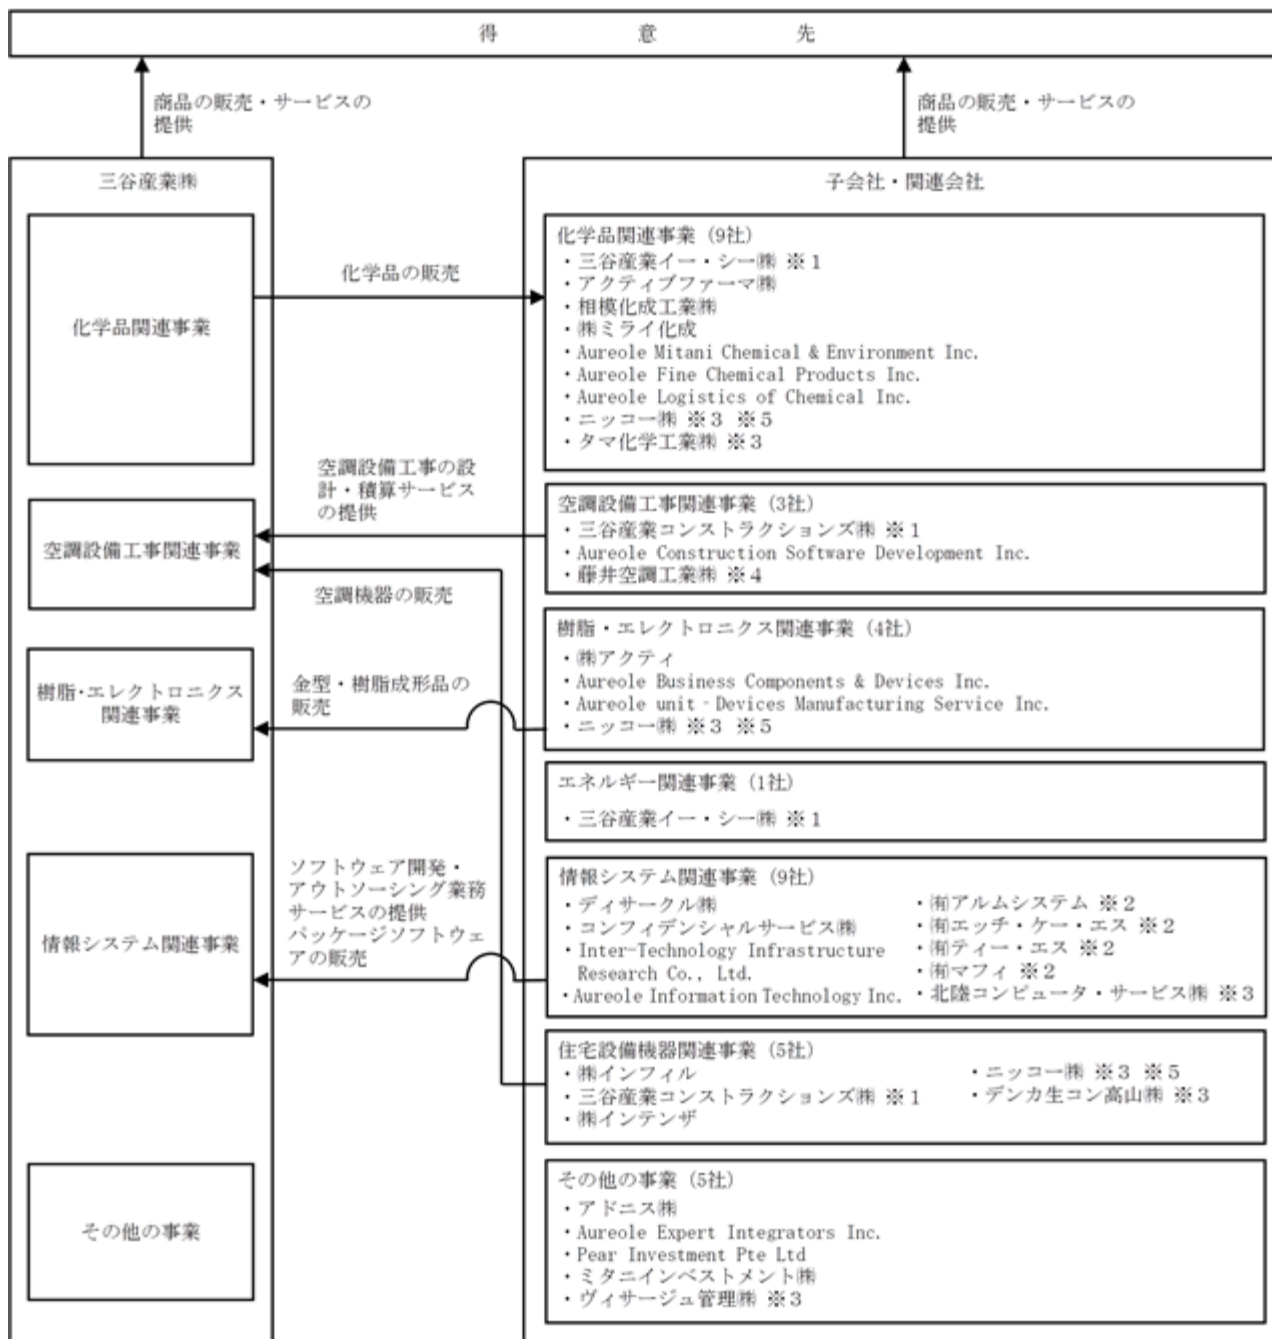 得意先
商品の販売・サービスの
提供
商品の販売・サービスの
提供
三谷産業㈱
子会社・関連会社
化学品関連事業
化学品の販売
化学品関連事業（9社）
・三谷産業イー・シー㈱ ※１
・アクティブファーマ㈱
・相模化成工業㈱
・㈱ミライ化成
・Aureole Mitani Chemical & Environment Inc.
・Aureole Fine Chemical Products Inc.
・Aureole Logistics of Chemical Inc.
・ニッコー㈱ ※３ ※５
・タマ化学工業㈱ ※３
空調設備工事関連事業
空調設備工事の設
計・積算サービス
の提供
空調機器の販売
空調設備工事関連事業（3社）
・三谷産業コンストラクションズ㈱ ※１
・Aureole Construction Software Development Inc.
・藤井空調工業㈱ ※４
樹脂・エレクトロニクス
関連事業
金型・樹脂成形品の
販売
樹脂・エレクトロニクス関連事業（4社）
・㈱アクティ
・Aureole Business Components & Devices Inc.
・Aureole unit‐Devices Manufacturing Service Inc.
・ニッコー㈱ ※３ ※５
エネルギー関連事業（1社）
・三谷産業イー・シー㈱ ※１
情報システム関連事業
ソフトウェア開発・
アウトソーシング業務
サービスの提供
パッケージソフトウェ
アの販売
情報システム関連事業（9社）
・ディサークル㈱
・コンフィデンシャルサービス㈱
・Inter-Technology Infrastructure
Research Co., Ltd.
・Aureole Information Technology Inc.
・㈲アルムシステム ※２
・㈲エッチ・ケー・エス ※２
・㈲ティー・エス ※２
・㈲マフィ ※２
・北陸コンピュータ・サービス㈱ ※３
住宅設備機器関連事業（5社）
・㈱インフィル
・三谷産業コンストラクションズ㈱ ※１
・㈱インテンザ
・ニッコー㈱ ※３ ※５
・デンカ生コン高山㈱ ※３
その他の事業
その他の事業（5社）
・アドニス㈱
・Aureole Expert Integrators Inc.
・Pear Investment Pte Ltd
・ミタニインベストメント㈱
・ヴィサージュ管理㈱ ※３